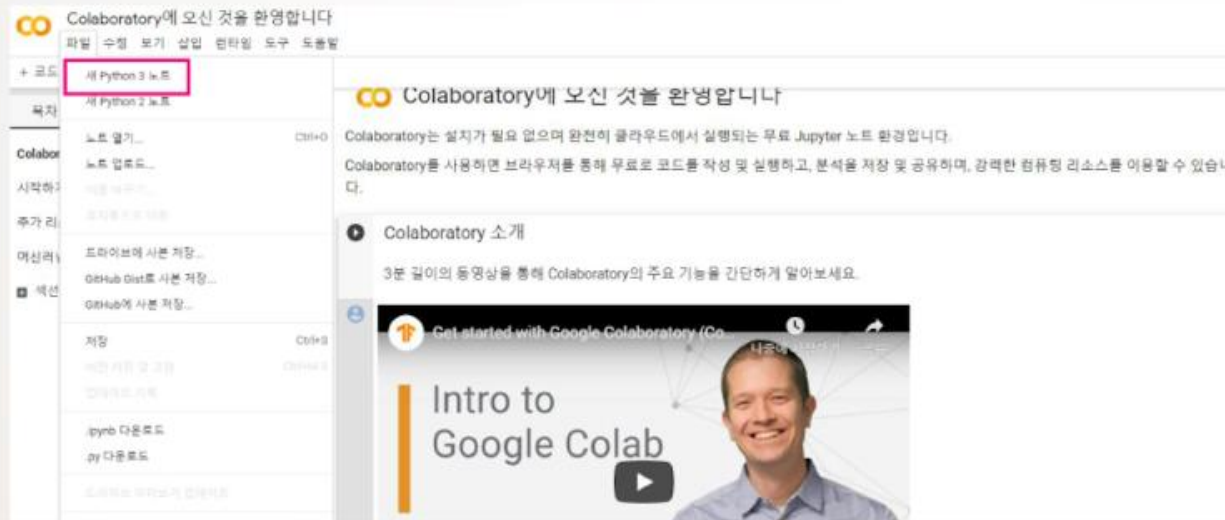 Colaboratory에 오신 것을 환영합니다
파일 수정 보기 삽입 런타임 도구 도움말
+ 코드
새 Python 3 노트
새 Python 2 노트
목차
노트 열기... Ctrl+O
노트 업로드...
시작하
드라이브에 사본 저장...
GitHub Gist로 사본 저장...
GitHub에 사본 저장...
섹션
저장 Ctrl+S
.ipynb 다운로드
.py 다운로드
CO Colaboratory에 오신 것을 환영합니다
Colaboratory는 설치가 필요 없으며 완전히 클라우드에서 실행되는 무료 Jupyter 노트 환경입니다.
Colaboratory를 사용하면 브라우저를 통해 무료로 코드를 작성 및 실행하고, 분석을 저장 및 공유하며, 강력한 컴퓨팅 리소스를 이용할 수 있습니
다.
Colaboratory 소개
3분 길이의 동영상을 통해 Colaboratory의 주요 기능을 간단하게 알아보세요.
Get started with Google Colaboratory (Co...
Intro to
Google Colab